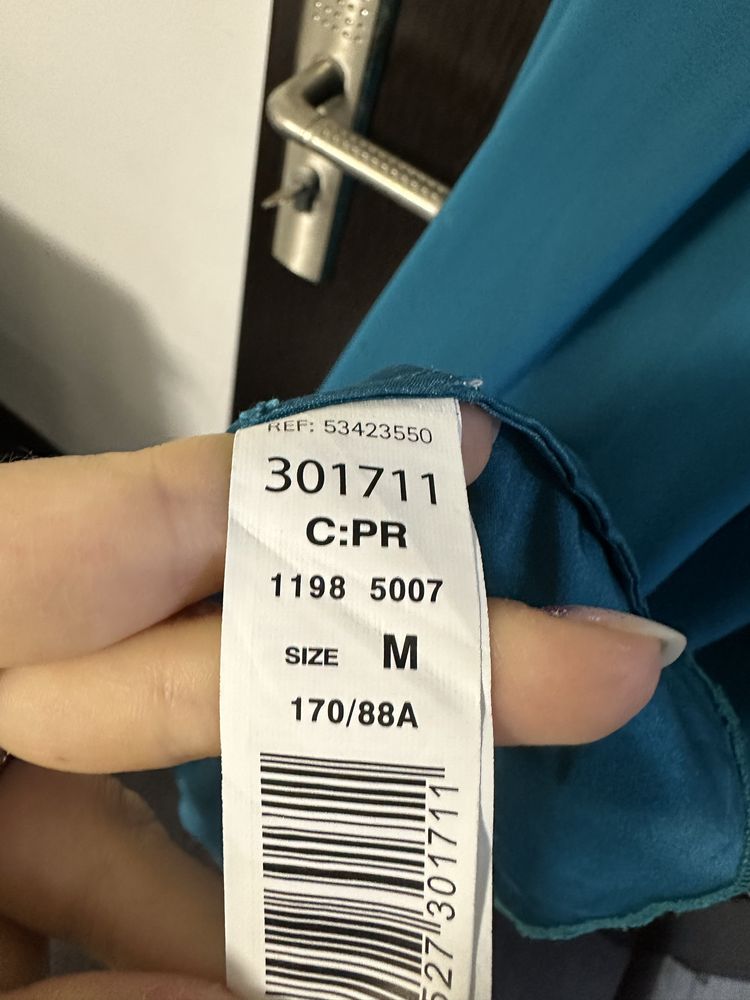 REF: 53423550
301711
C:PR
1198 5007
SIZE M
170/88A
527 301711